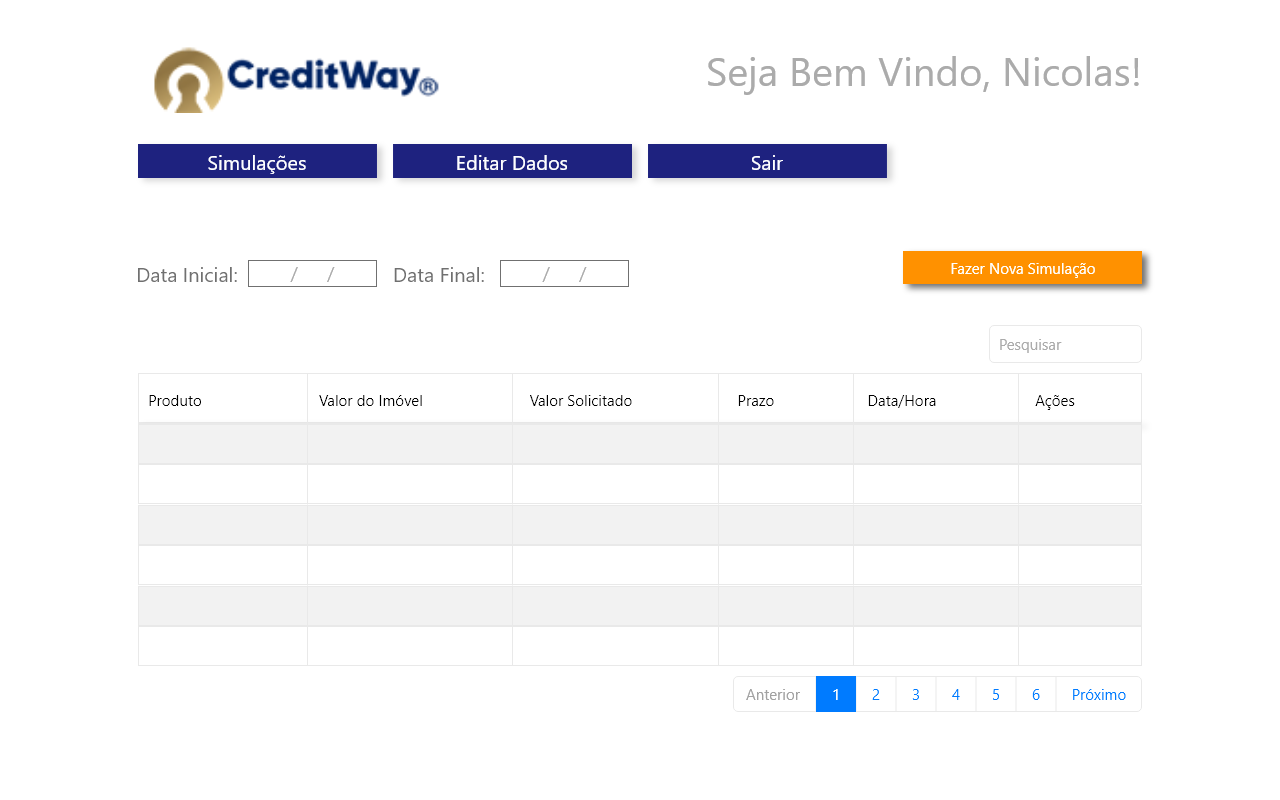 CreditWay®
Seja Bem Vindo, Nicolas!
Simulações Editar Dados Sair
Data Inicial: / / Data Final: / / Fazer Nova Simulação
Pesquisar
Produto Valor do Imóvel Valor Solicitado Prazo Data/Hora Ações
Anterior 1 2 3 4 5 6 Próximo